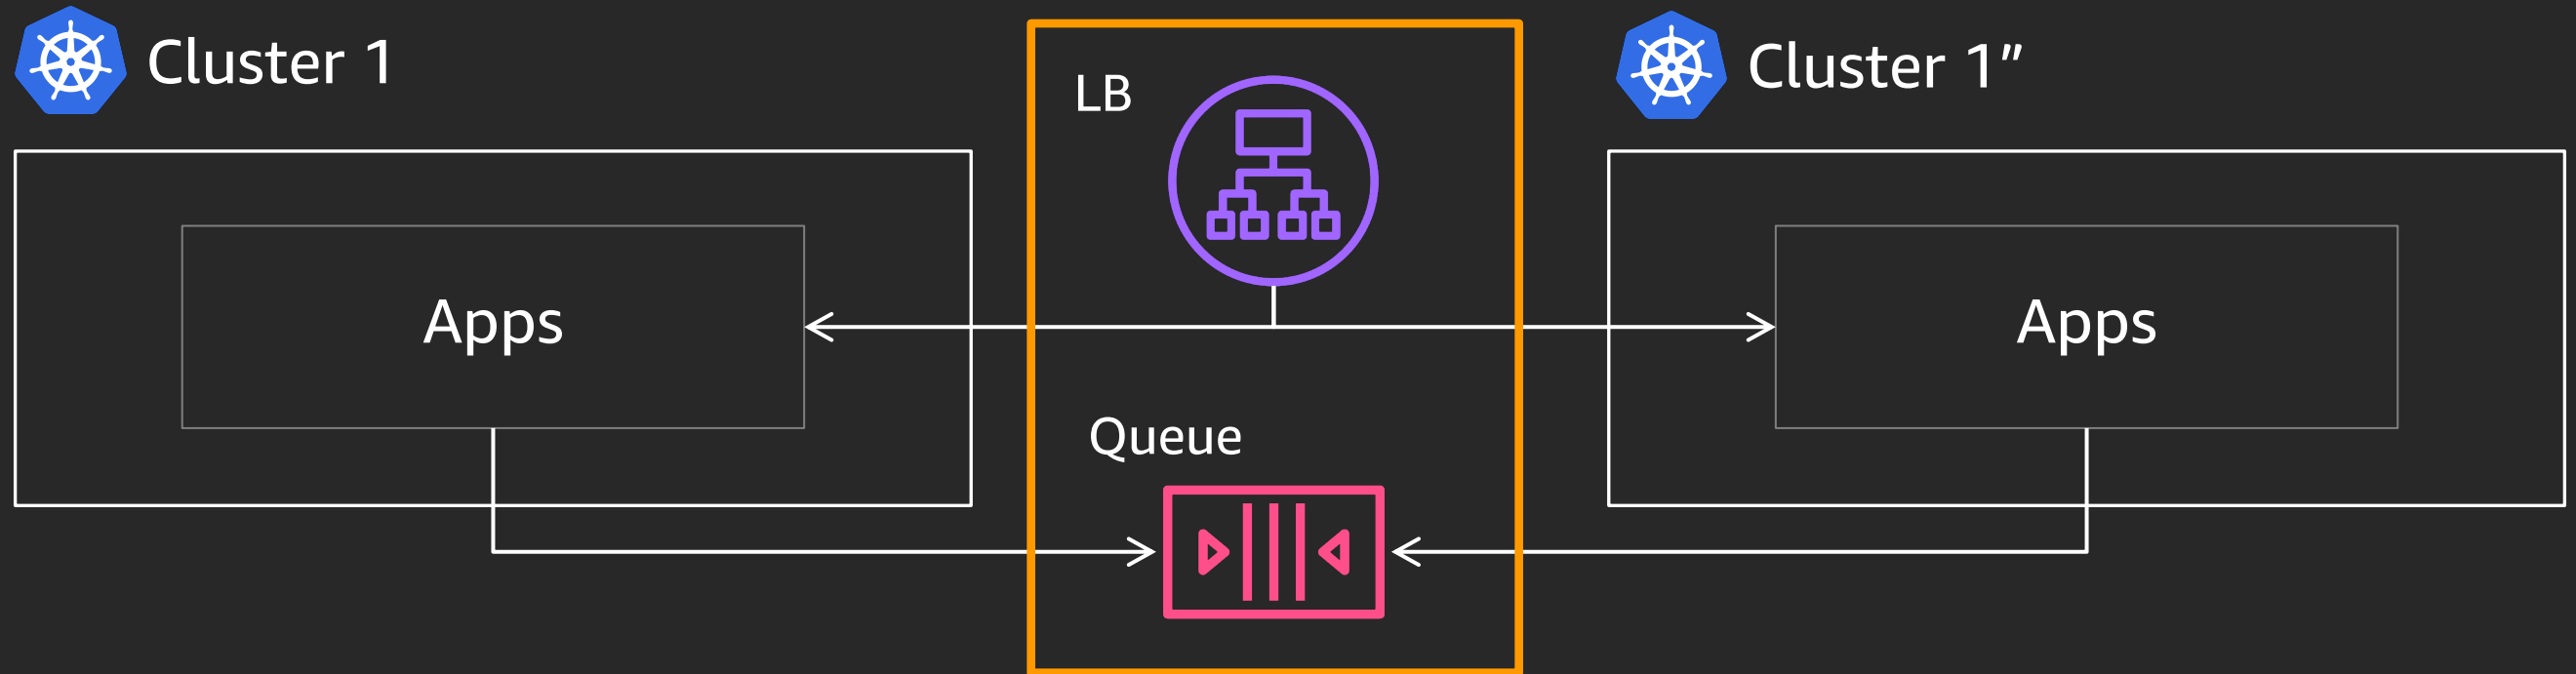 Cluster 1
LB
Cluster 1”
Apps
Apps
Queue